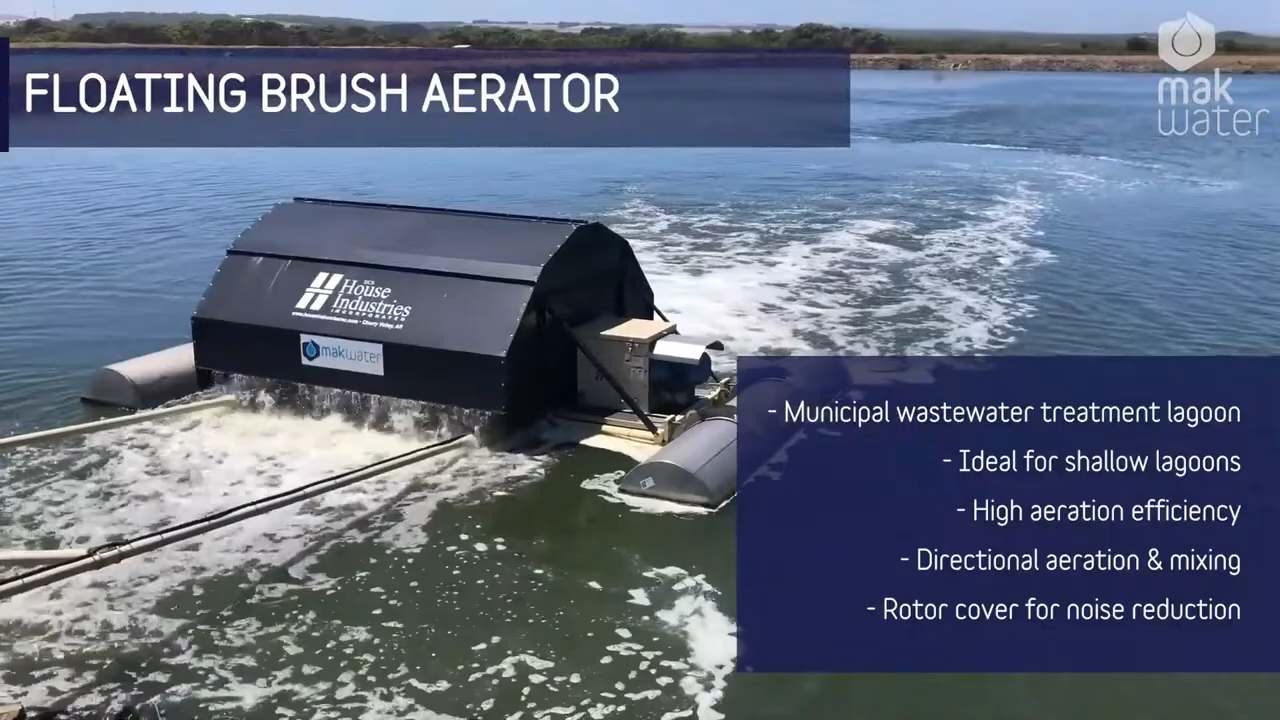 FLOATING BRUSH AERATOR
mak
water
House
Industries
INCORPORATED
makwater
- Municipal wastewater treatment lagoon
- Ideal for shallow lagoons
- High aeration efficiency
- Directional aeration & mixing
- Rotor cover for noise reduction